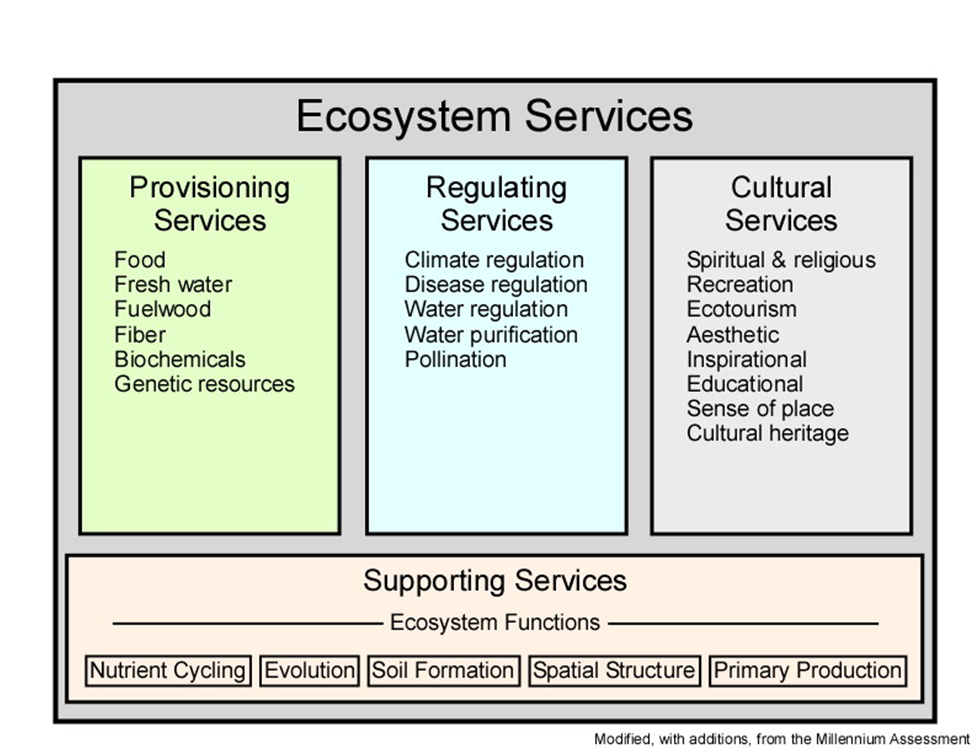 Ecosystem Services
Provisioning
Services
Food
Fresh water
Fuelwood
Fiber
Biochemicals
Genetic resources
Regulating
Services
Climate regulation
Disease regulation
Water regulation
Water purification
Pollination
Cultural
Services
Spiritual & religious
Recreation
Ecotourism
Aesthetic
Inspirational
Educational
Sense of place
Cultural heritage
Supporting Services
Ecosystem Functions
Nutrient Cycling Evolution Soil Formation Spatial Structure Primary Production
Modified, with additions, from the Millennium Assessment